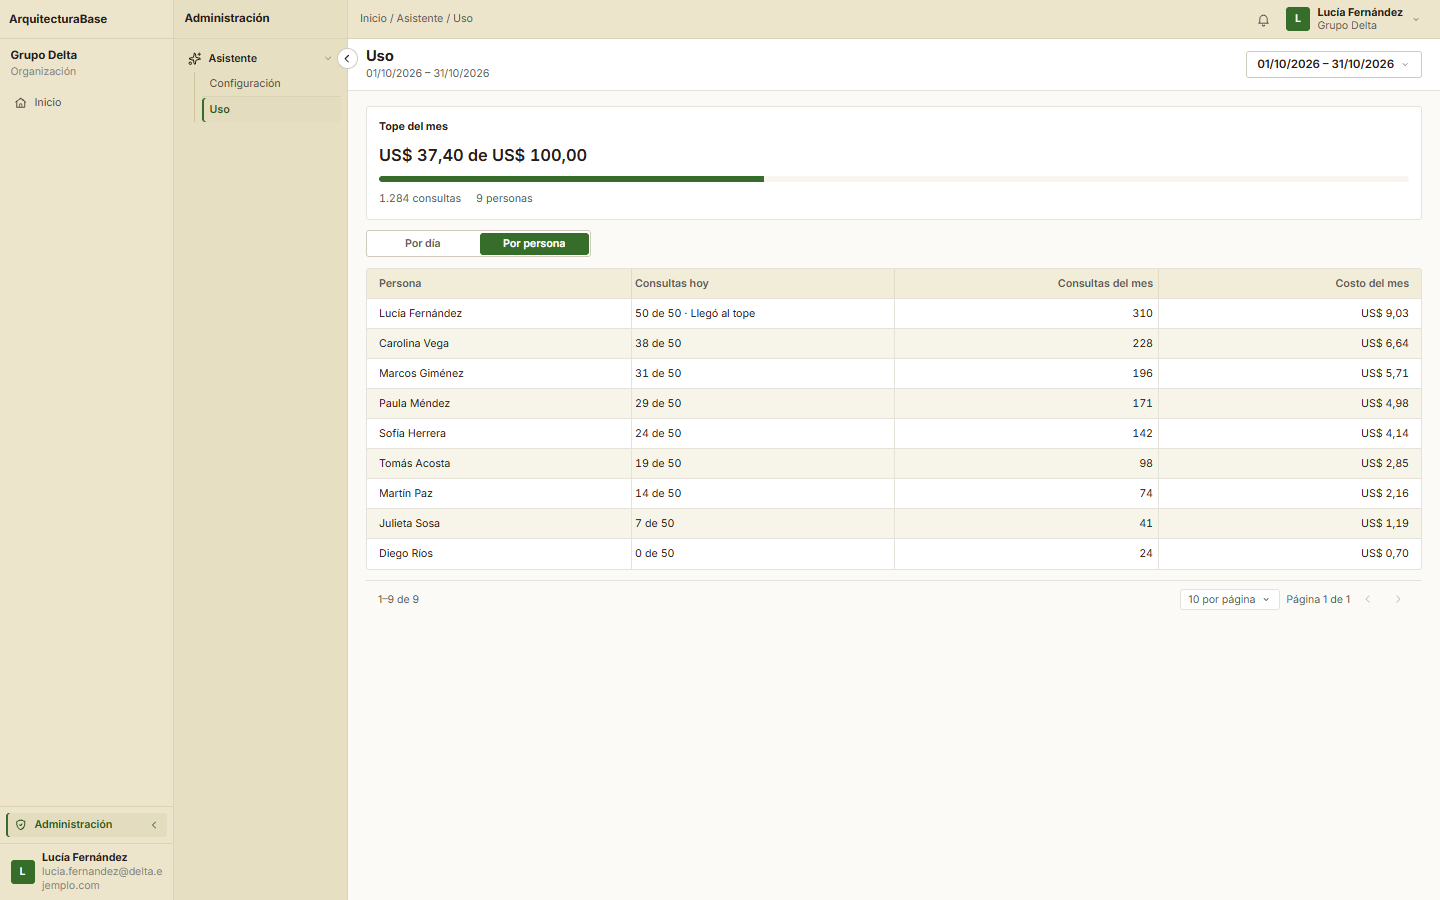 ArquitecturaBase
Grupo Delta
Organización
Inicio
Administración
Lucía Fernández
lucia.fernandez@delta.e
jemplo.com
L
Administración
Asistente
Configuración
Uso
Inicio / Asistente / Uso
L
Lucía Fernández
Grupo Delta
Uso
01/10/2026 – 31/10/2026
01/10/2026 – 31/10/2026
Tope del mes
US$ 37,40 de US$ 100,00
1.284 consultas 9 personas
Por día Por persona
Persona Consultas hoy Consultas del mes Costo del mes
Lucía Fernández 50 de 50 · Llegó al tope 310 US$ 9,03
Carolina Vega 38 de 50 228 US$ 6,64
Marcos Giménez 31 de 50 196 US$ 5,71
Paula Méndez 29 de 50 171 US$ 4,98
Sofía Herrera 24 de 50 142 US$ 4,14
Tomás Acosta 19 de 50 98 US$ 2,85
Martín Paz 14 de 50 74 US$ 2,16
Julieta Sosa 7 de 50 41 US$ 1,19
Diego Ríos 0 de 50 24 US$ 0,70
1–9 de 9 10 por página Página 1 de 1